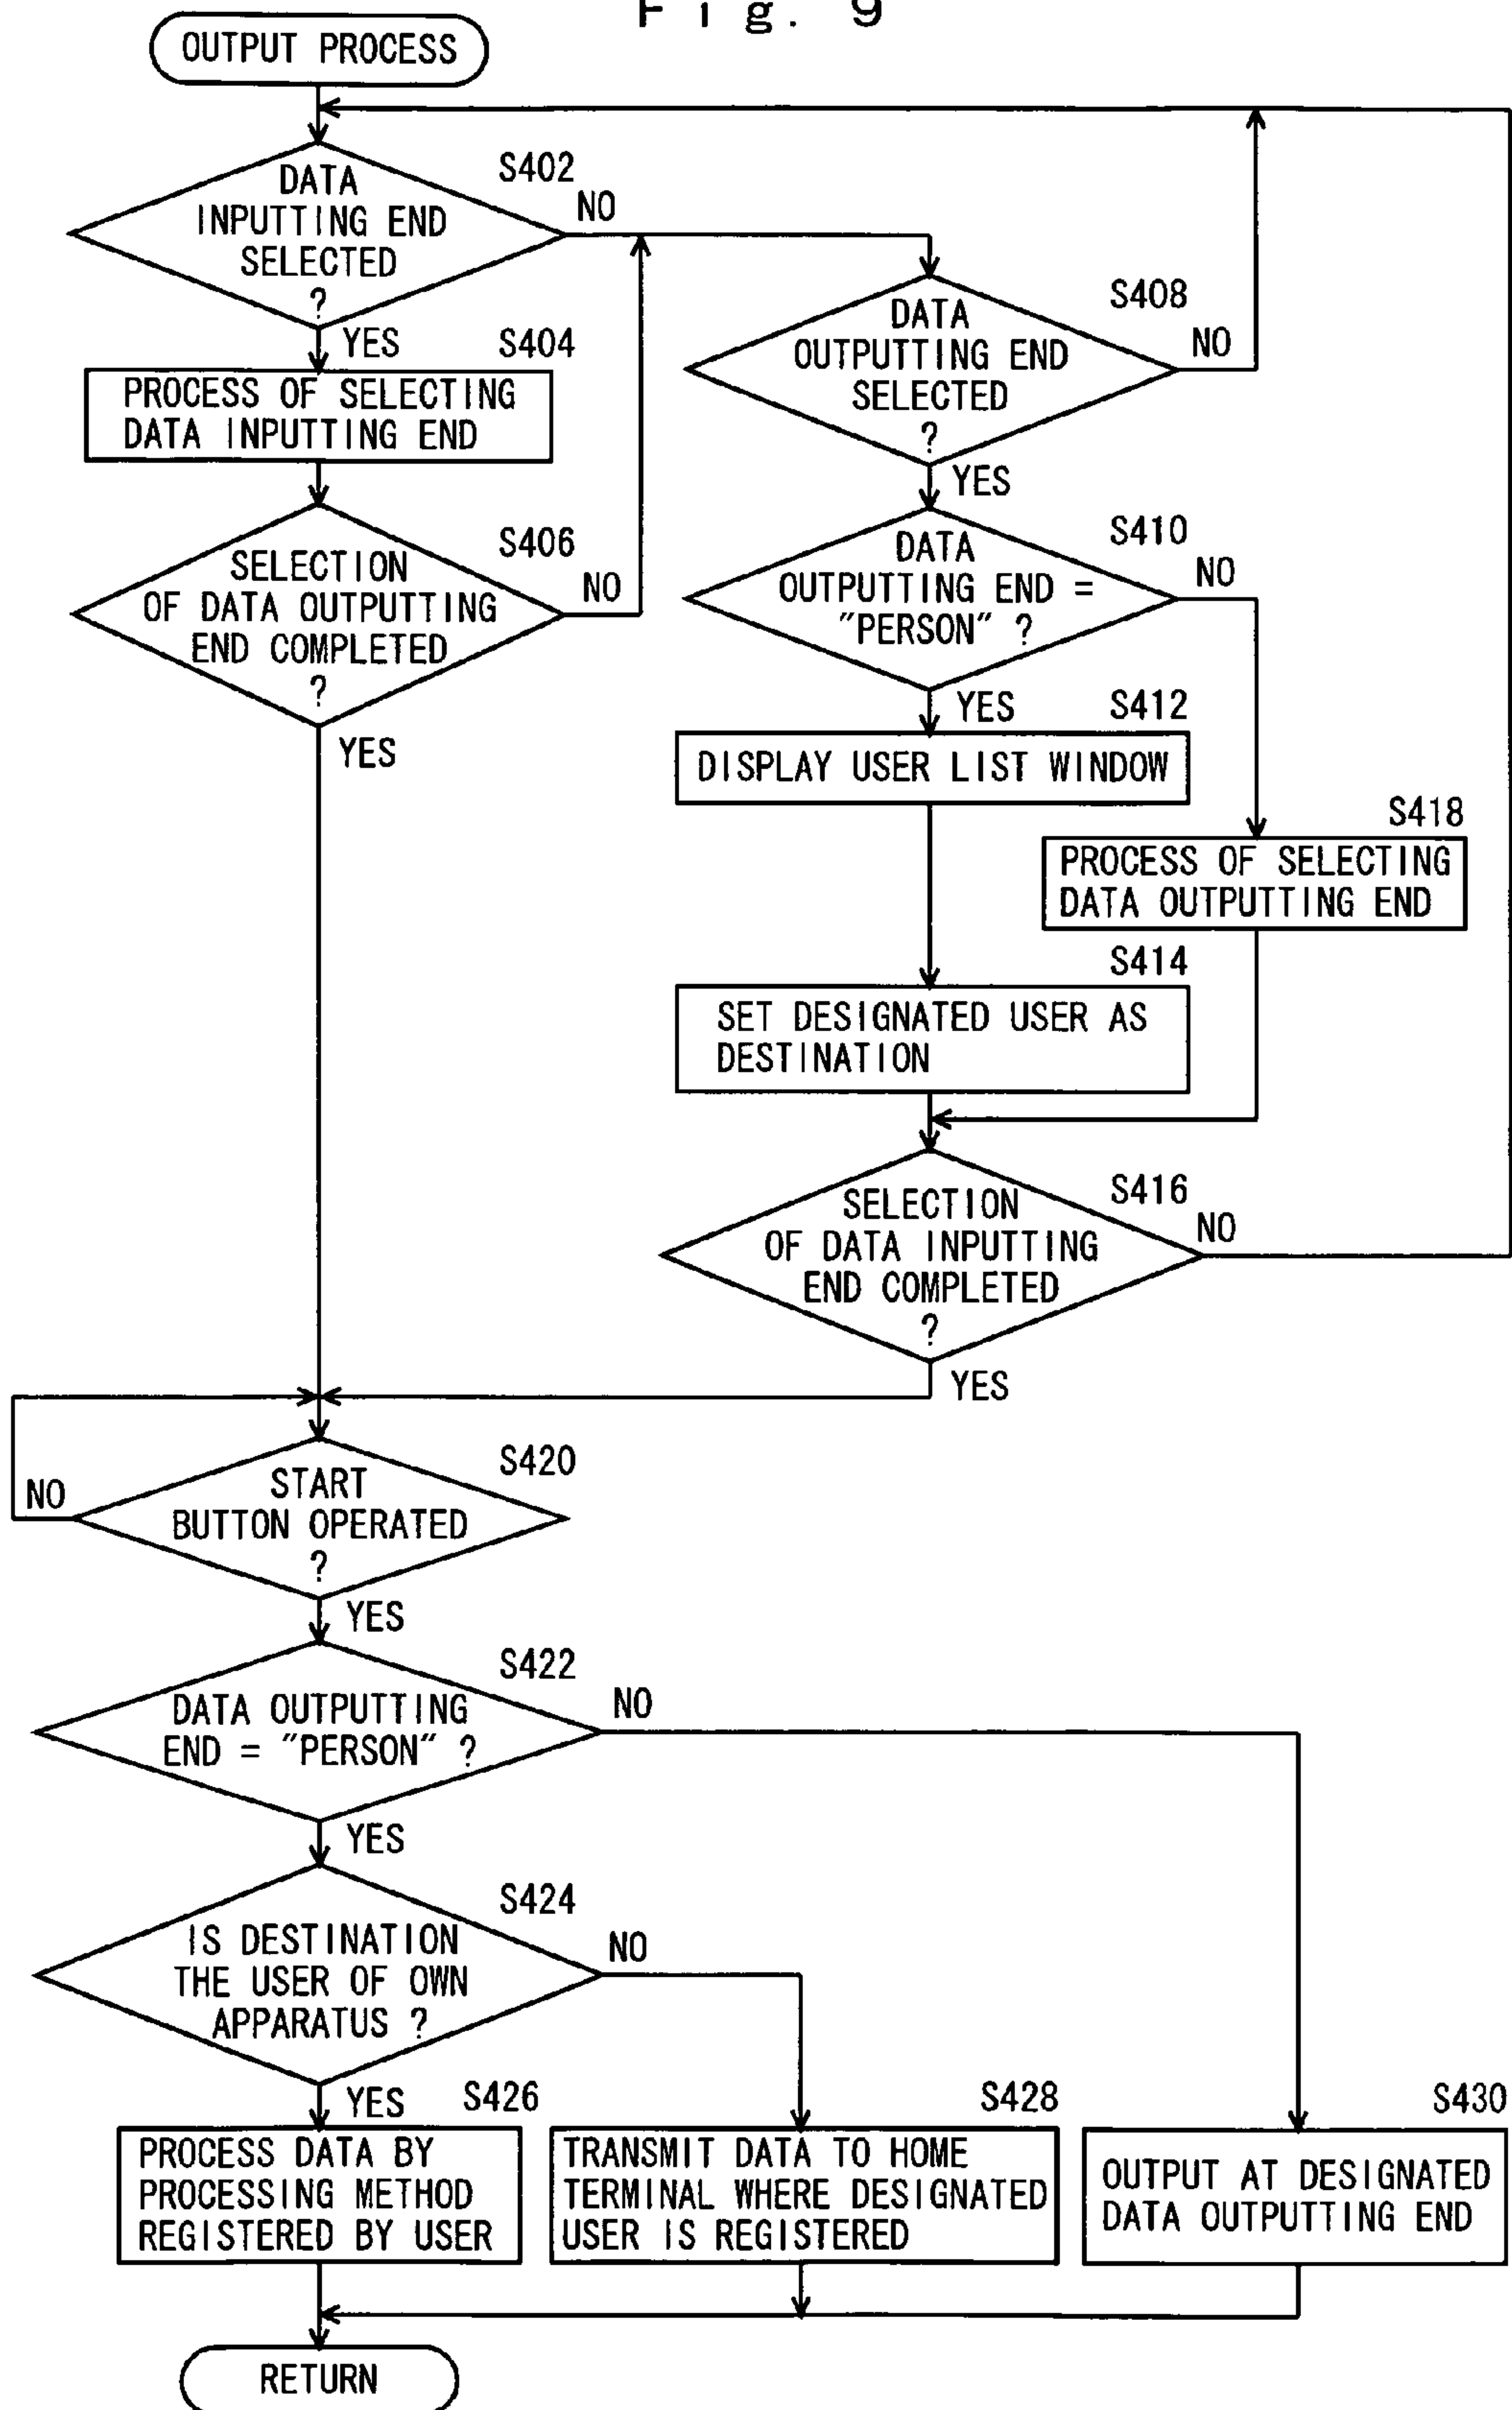 Fig. 9
OUTPUT PROCESS
S402
DATA
INPUTTING END
SELECTED
?
NO
YES
S404
PROCESS OF SELECTING
DATA INPUTTING END
S406
SELECTION
OF DATA OUTPUTTING
END COMPLETED
?
NO
YES
S408
DATA
OUTPUTTING END
SELECTED
?
NO
YES
S410
DATA
OUTPUTTING END =
"PERSON" ?
NO
YES
S412
DISPLAY USER LIST WINDOW
S418
PROCESS OF SELECTING
DATA OUTPUTTING END
S414
SET DESIGNATED USER AS
DESTINATION
S416
SELECTION
OF DATA INPUTTING
END COMPLETED
?
NO
YES
S420
START
BUTTON OPERATED
?
NO
YES
S422
DATA OUTPUTTING
END = "PERSON" ?
NO
YES
S424
IS DESTINATION
THE USER OF OWN
APPARATUS ?
NO
YES
S426
PROCESS DATA BY
PROCESSING METHOD
REGISTERED BY USER
S428
TRANSMIT DATA TO HOME
TERMINAL WHERE DESIGNATED
USER IS REGISTERED
S430
OUTPUT AT DESIGNATED
DATA OUTPUTTING END
RETURN